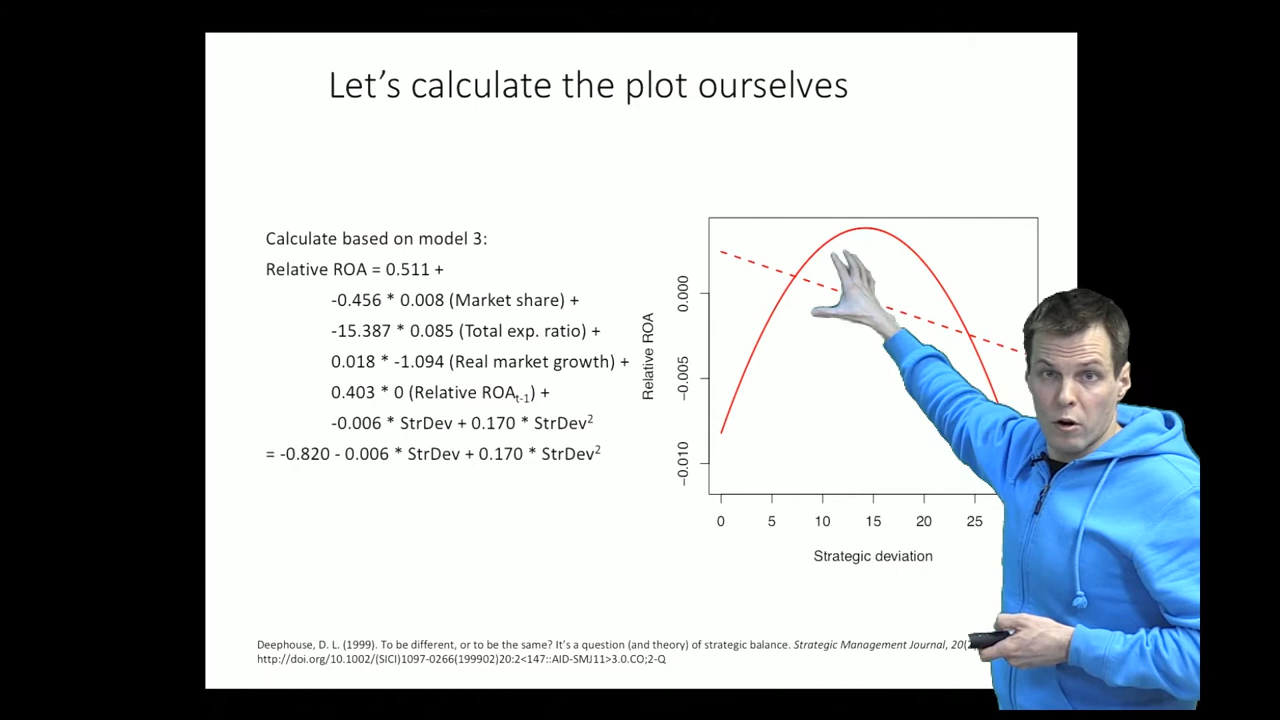 Let's calculate the plot ourselves
Calculate based on model 3:
Relative ROA = 0.511 +
-0.456 * 0.008 (Market share) +
-15.387 * 0.085 (Total exp. ratio) +
0.018 * -1.094 (Real market growth) +
0.403 * 0 (Relative ROAt-1) +
-0.006 * StrDev + 0.170 * StrDev²
= -0.820 - 0.006 * StrDev + 0.170 * StrDev²
Relative ROA
0.000
−0.005
−0.010
0 5 10 15 20 25
Strategic deviation
Deephouse, D. L. (1999). To be different, or to be the same? It's a question (and theory) of strategic balance. Strategic Management Journal, 20(
http://doi.org/10.1002/(SICI)1097-0266(199902)20:2<147::AID-SMJ11>3.0.CO;2-Q